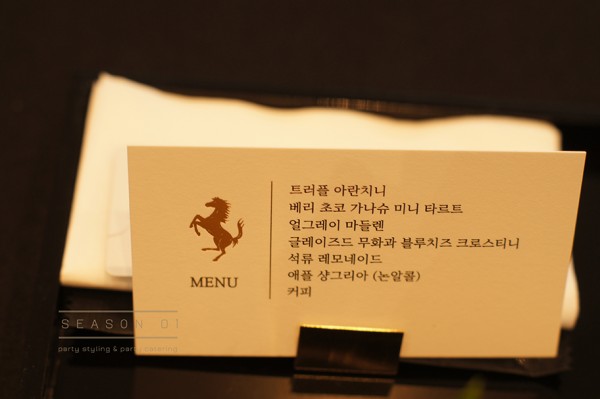 트러플 아란치니
베리 초코 가나슈 미니 타르트
얼그레이 마들렌
글레이즈드 무화과 블루치즈 크로스티니
석류 레모네이드
애플 샹그리아 (논알콜)
커피
MENU
SEASON 01
party styling & party catering